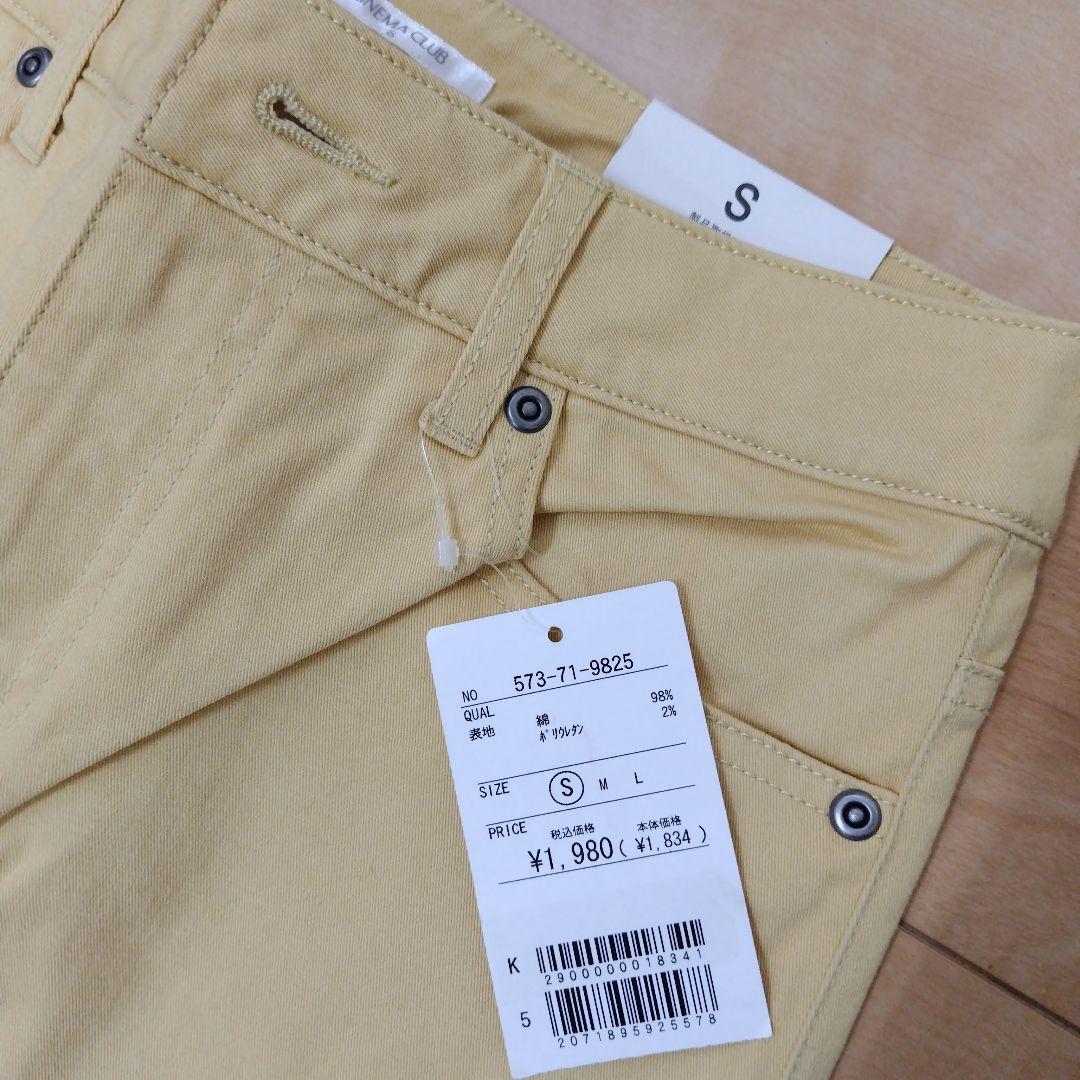 CINEMA CLUB
S
S
NO 573-71-9825
QUAL
表地 綿 98%
ポリウレタン 2%
SIZE S M L
PRICE 税込価格 本体価格
¥1,980(¥1,834)
K
2900000018341
5
2071895925578